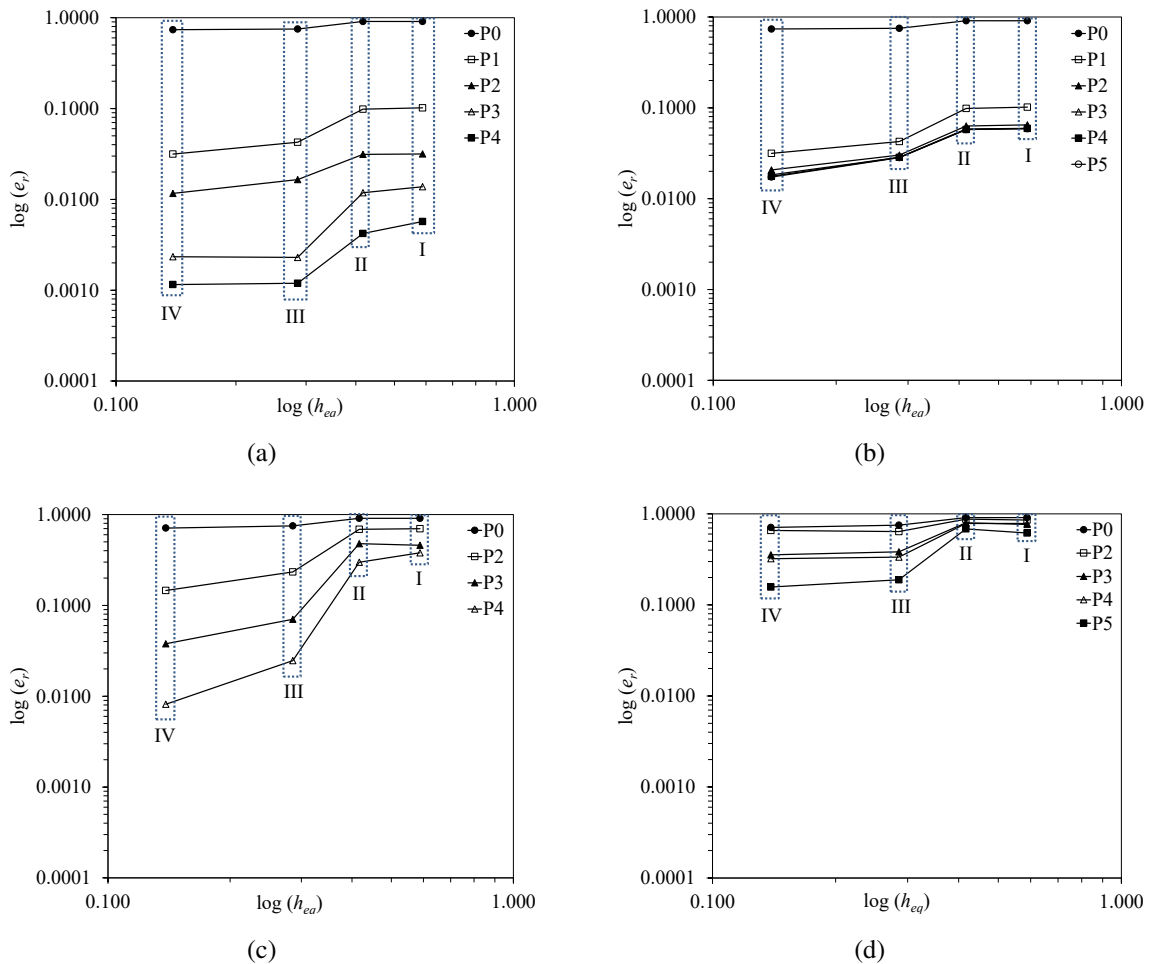 1.0000
0.1000
0.0100
0.0010
0.0001
0.100
1.000
log (e_r)
log (h_ea)
P0
P1
P2
P3
P4
IV
III
II
I
(a)
1.0000
0.1000
0.0100
0.0010
0.0001
0.100
1.000
log (e_r)
log (h_ea)
P0
P1
P2
P3
P4
P5
IV
III
II
I
(b)
1.0000
0.1000
0.0100
0.0010
0.0001
0.100
1.000
log (e_r)
log (h_ea)
P0
P2
P3
P4
IV
III
II
I
(c)
1.0000
0.1000
0.0100
0.0010
0.0001
0.100
1.000
log (e_r)
log (h_eq)
P0
P2
P3
P4
P5
IV
III
II
I
(d)